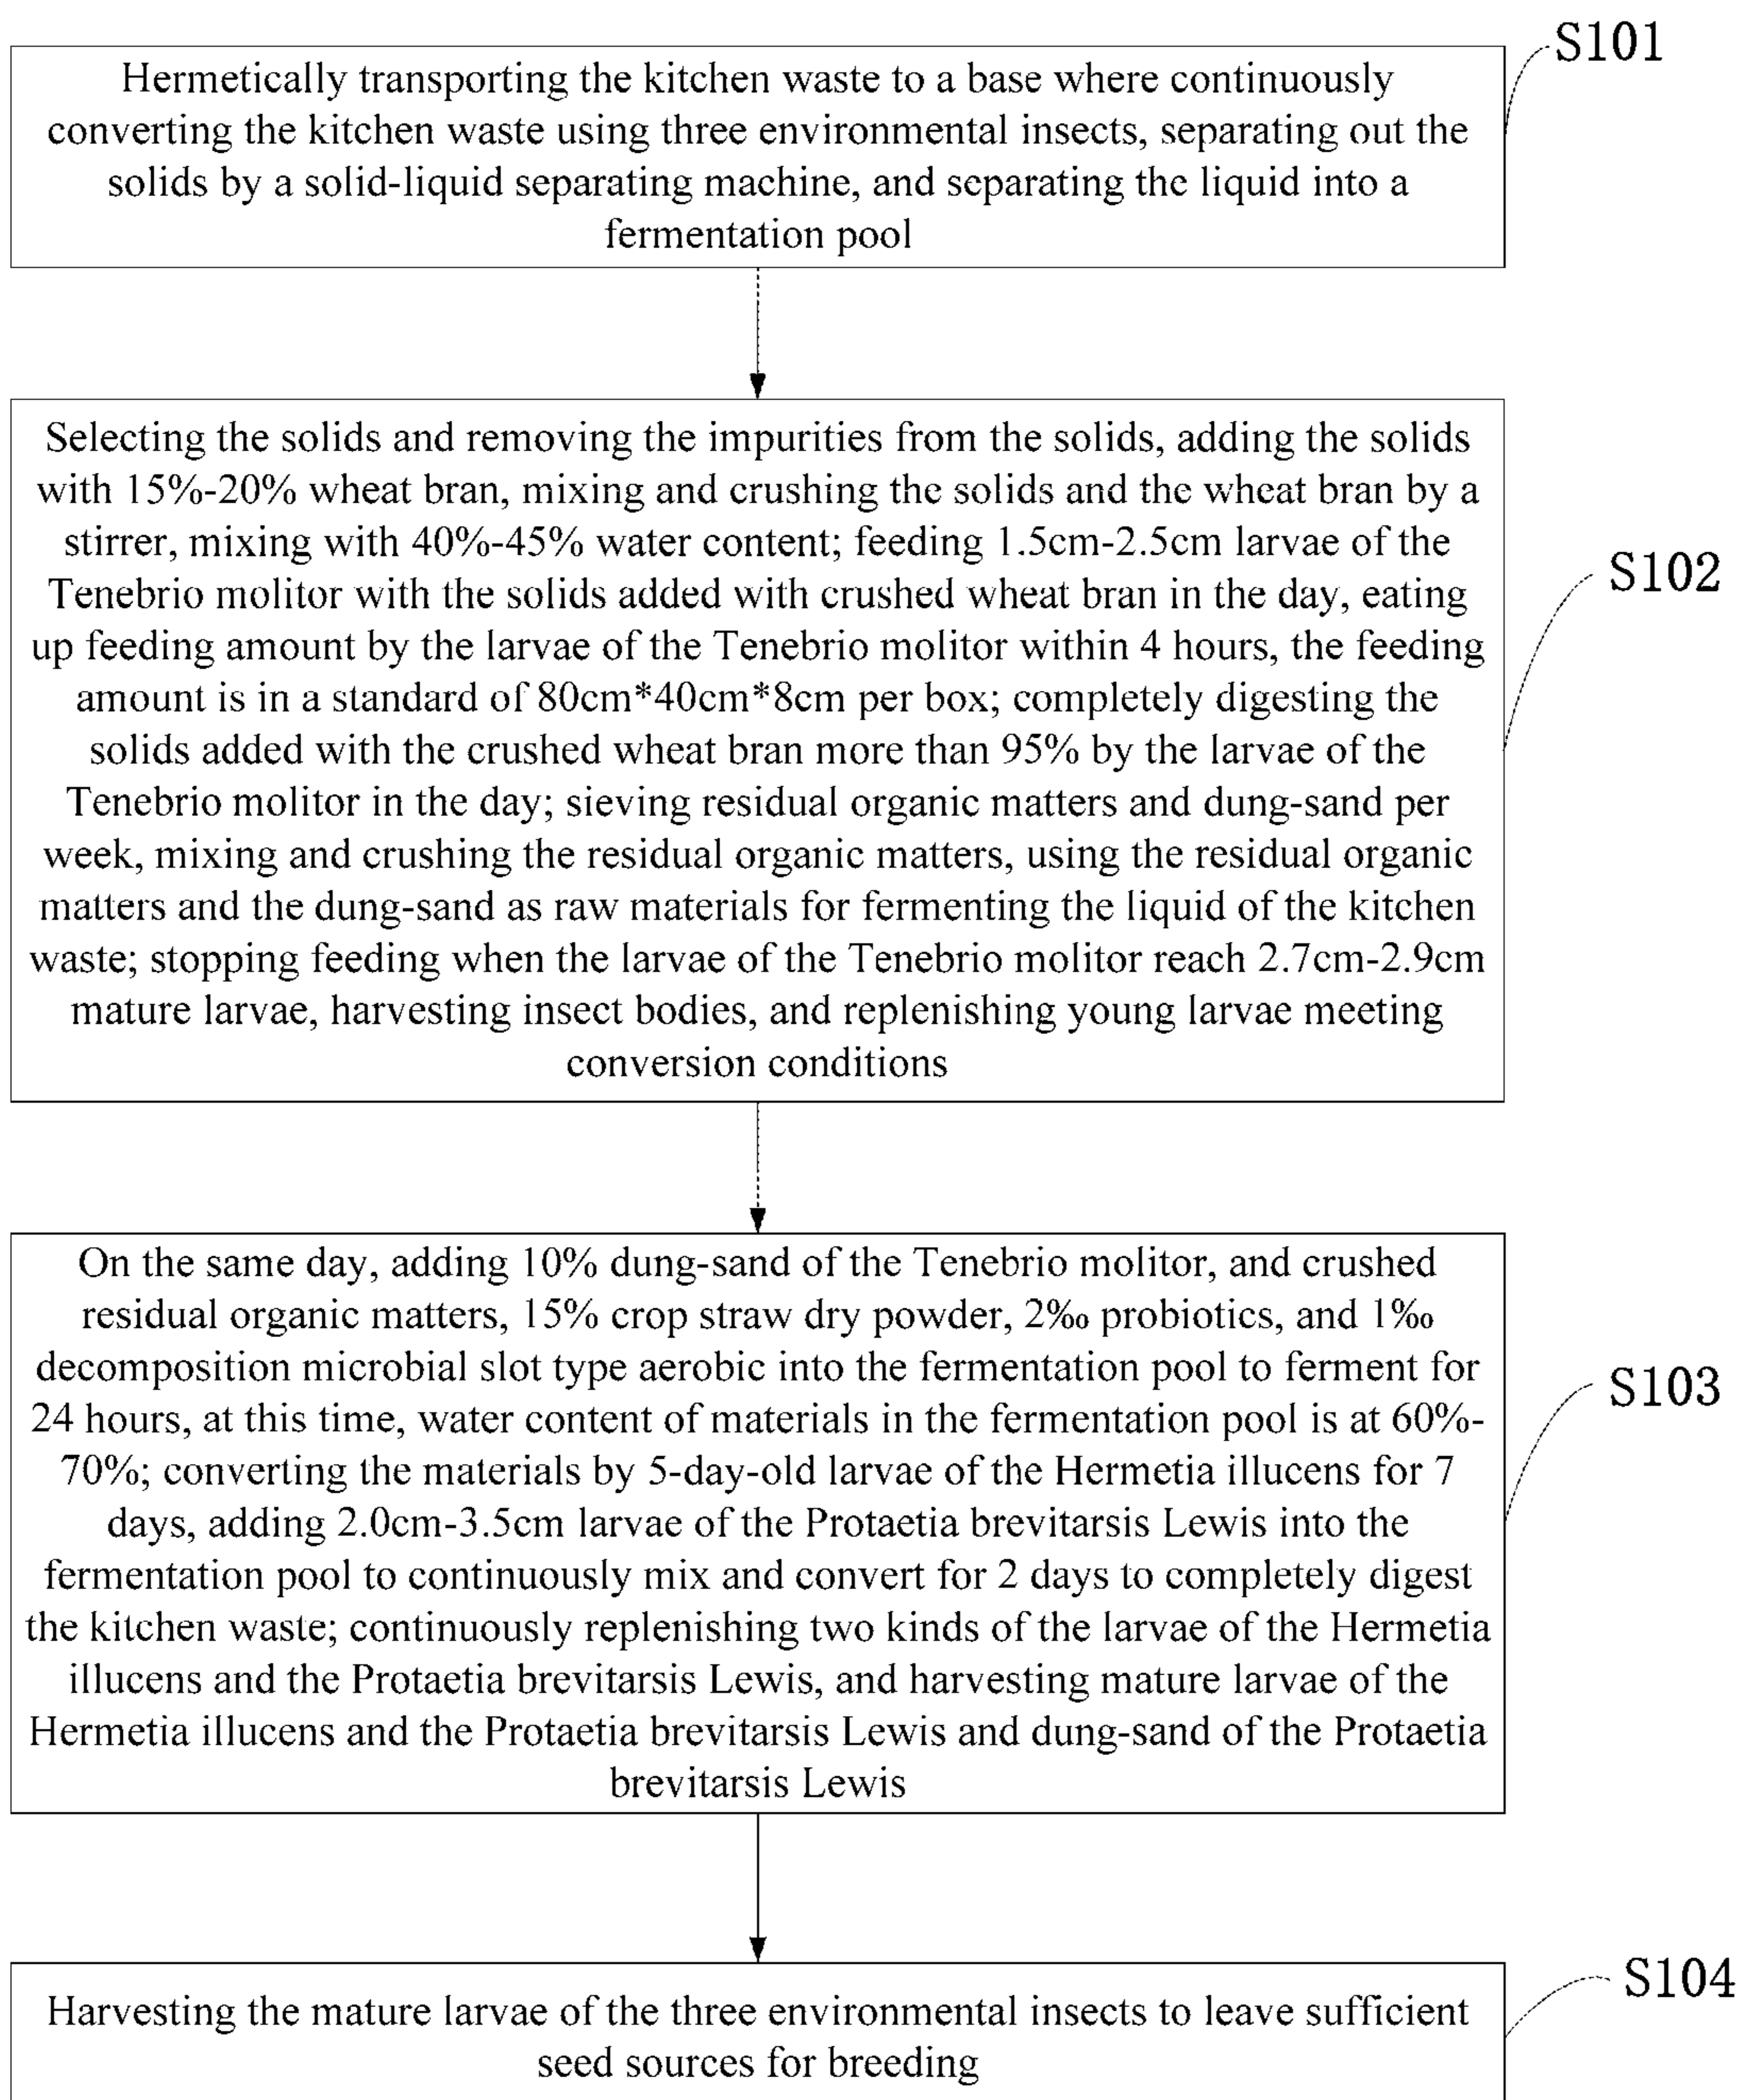 S101
Hermetically transporting the kitchen waste to a base where continuously
converting the kitchen waste using three environmental insects, separating out the
solids by a solid-liquid separating machine, and separating the liquid into a
fermentation pool
Selecting the solids and removing the impurities from the solids, adding the solids
with 15%-20% wheat bran, mixing and crushing the solids and the wheat bran by a
stirrer, mixing with 40%-45% water content; feeding 1.5cm-2.5cm larvae of the
Tenebrio molitor with the solids added with crushed wheat bran in the day, eating
up feeding amount by the larvae of the Tenebrio molitor within 4 hours, the feeding
amount is in a standard of 80cm*40cm*8cm per box; completely digesting the
solids added with the crushed wheat bran more than 95% by the larvae of the
Tenebrio molitor in the day; sieving residual organic matters and dung-sand per
week, mixing and crushing the residual organic matters, using the residual organic
matters and the dung-sand as raw materials for fermenting the liquid of the kitchen
waste; stopping feeding when the larvae of the Tenebrio molitor reach 2.7cm-2.9cm
mature larvae, harvesting insect bodies, and replenishing young larvae meeting
conversion conditions
S102
On the same day, adding 10% dung-sand of the Tenebrio molitor, and crushed
residual organic matters, 15% crop straw dry powder, 2‰ probiotics, and 1‰
decomposition microbial slot type aerobic into the fermentation pool to ferment for
24 hours, at this time, water content of materials in the fermentation pool is at 60%-
70%; converting the materials by 5-day-old larvae of the Hermetia illucens for 7
days, adding 2.0cm-3.5cm larvae of the Protaetia brevitarsis Lewis into the
fermentation pool to continuously mix and convert for 2 days to completely digest
the kitchen waste; continuously replenishing two kinds of the larvae of the Hermetia
illucens and the Protaetia brevitarsis Lewis, and harvesting mature larvae of the
Hermetia illucens and the Protaetia brevitarsis Lewis and dung-sand of the Protaetia
brevitarsis Lewis
S103
Harvesting the mature larvae of the three environmental insects to leave sufficient
seed sources for breeding
S104